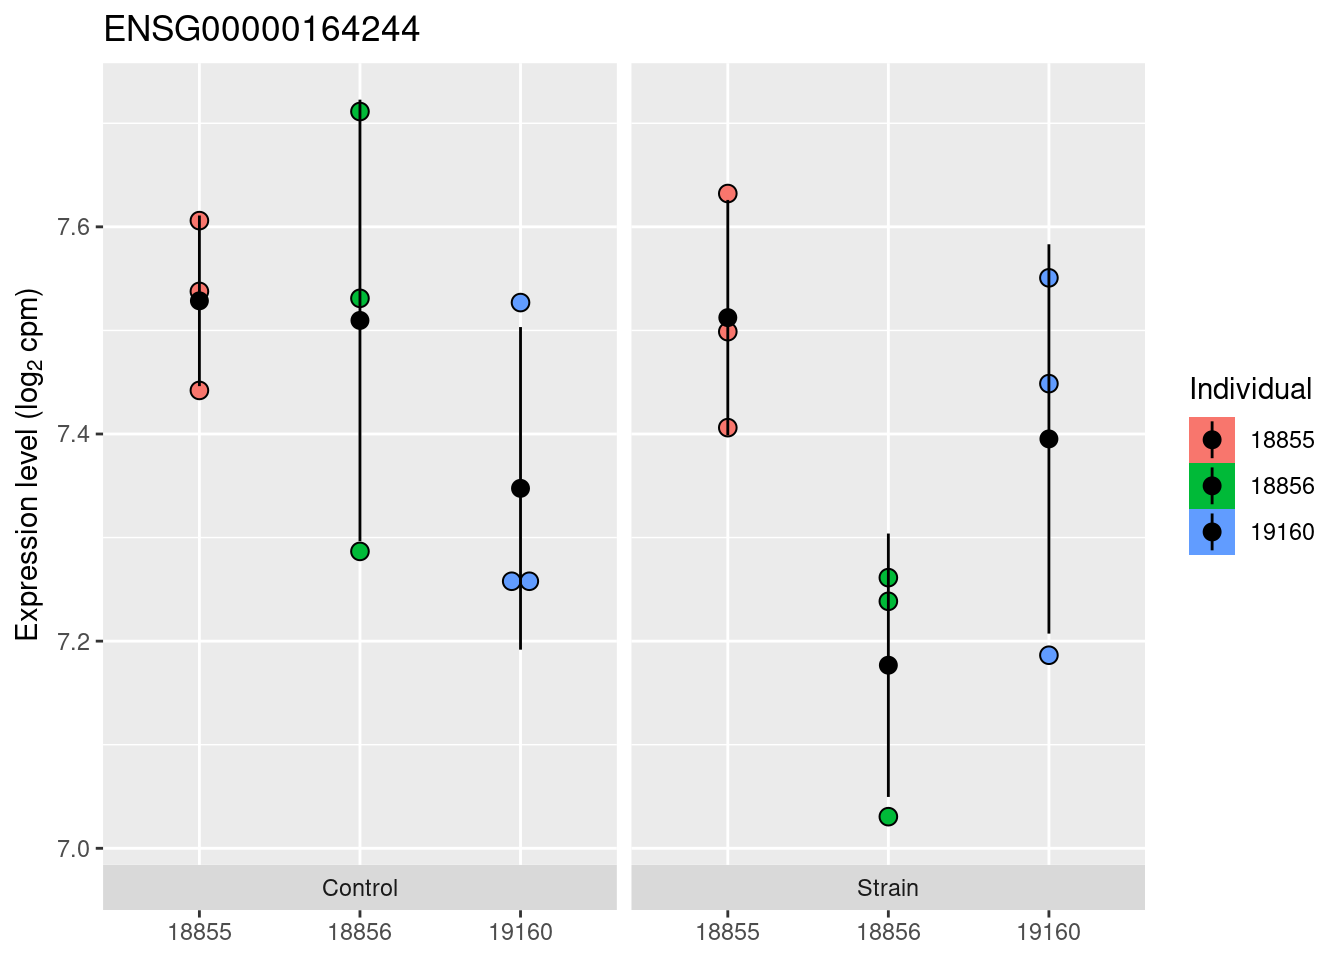 ENSG00000164244
Expression level (log₂ cpm)
7.6
7.4
7.2
7.0
Control
Strain
18855 18856 19160
18855 18856 19160
Individual
18855
18856
19160